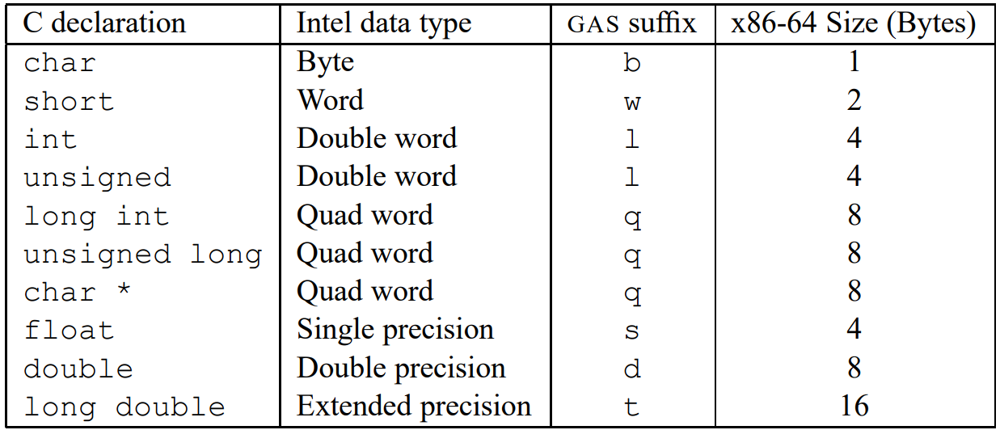 C declaration Intel data type GAS suffix x86-64 Size (Bytes)
char Byte b 1
short Word w 2
int Double word l 4
unsigned Double word l 4
long int Quad word q 8
unsigned long Quad word q 8
char * Quad word q 8
float Single precision s 4
double Double precision d 8
long double Extended precision t 16